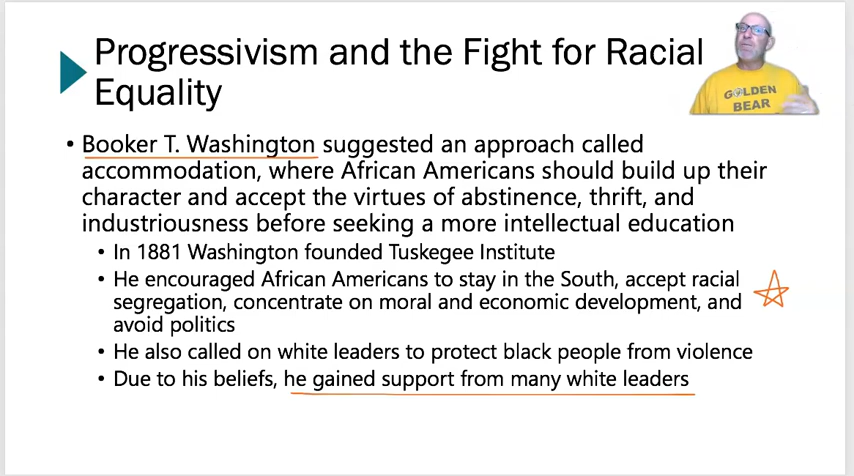 Progressivism and the Fight for Racial
Equality
GOLDEN
BEAR
• Booker T. Washington suggested an approach called
accommodation, where African Americans should build up their
character and accept the virtues of abstinence, thrift, and
industriousness before seeking a more intellectual education
• In 1881 Washington founded Tuskegee Institute
• He encouraged African Americans to stay in the South, accept racial
segregation, concentrate on moral and economic development, and
avoid politics
• He also called on white leaders to protect black people from violence
• Due to his beliefs, he gained support from many white leaders